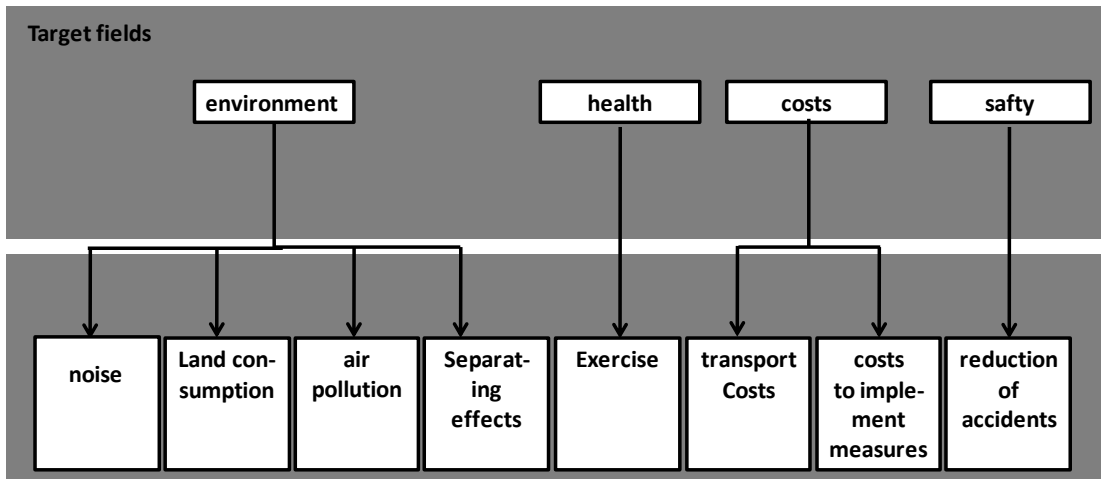 Target fields
environment
health
costs
safty
noise
Land con-
sumption
air
pollution
Separat-
ing
effects
Exercise
transport
Costs
costs
to imple-
ment
measures
reduction
of
accidents